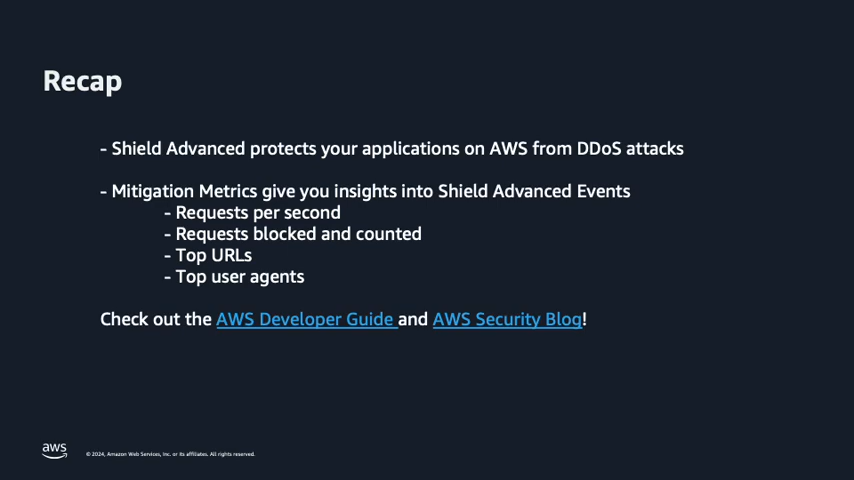 Recap
- Shield Advanced protects your applications on AWS from DDoS attacks
- Mitigation Metrics give you insights into Shield Advanced Events
- Requests per second
- Requests blocked and counted
- Top URLs
- Top user agents
Check out the AWS Developer Guide and AWS Security Blog!
aws
© 2024, Amazon Web Services, Inc. or its affiliates. All rights reserved.